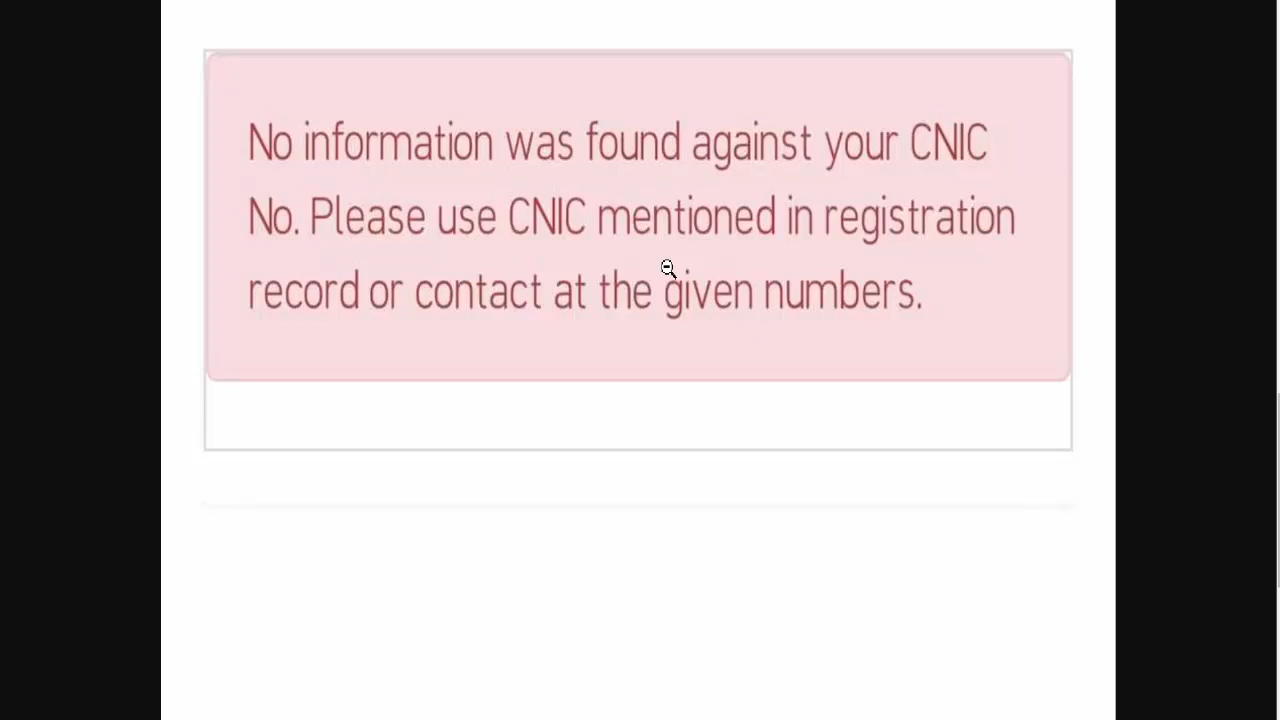 No information was found against your CNIC
No. Please use CNIC mentioned in registration
record or contact at the given numbers.